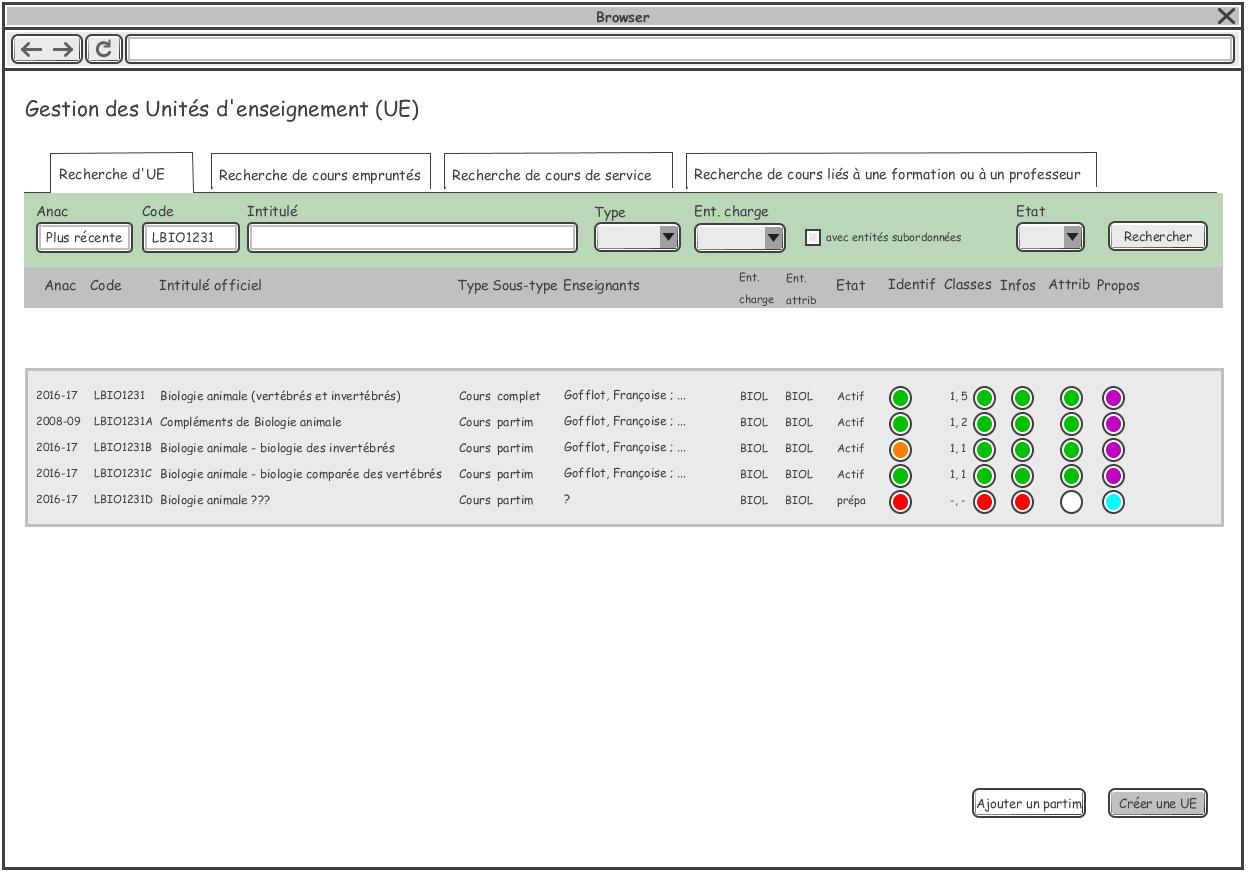 Browser
Gestion des Unités d'enseignement (UE)
Recherche d'UE Recherche de cours empruntés Recherche de cours de service Recherche de cours liés à une formation ou à un professeur
Anac Code Intitulé Type Ent. charge Etat
Plus récente LBIO1231 avec entités subordonnées Rechercher
Anac Code Intitulé officiel Type Sous-type Enseignants Ent. charge Ent. attrib Etat Identif Classes Infos Attrib Propos
2016-17 LBIO1231 Biologie animale (vertébrés et invertébrés) Cours complet Gofflot, Françoise ; ... BIOL BIOL Actif 1, 5
2008-09 LBIO1231A Compléments de Biologie animale Cours partim Gofflot, Françoise ; ... BIOL BIOL Actif 1, 2
2016-17 LBIO1231B Biologie animale - biologie des invertébrés Cours partim Gofflot, Françoise ; ... BIOL BIOL Actif 1, 1
2016-17 LBIO1231C Biologie animale - biologie comparée des vertébrés Cours partim Gofflot, Françoise ; ... BIOL BIOL Actif 1, 1
2016-17 LBIO1231D Biologie animale ??? Cours partim ? BIOL BIOL prépa -, -
Ajouter un partim Créer une UE